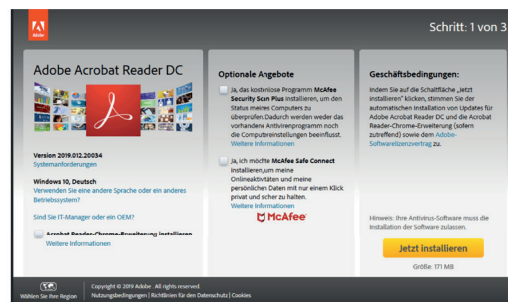 Adobe
Schritt: 1 von 3
Adobe Acrobat Reader DC
Version 2019.012.20034
Systemanforderungen
Windows 10, Deutsch
Verwenden Sie eine andere Sprache oder ein anderes
Betriebssystem?
Sind Sie IT-Manager oder ein OEM?
Acrobat Reader-Chrome-Erweiterung installieren
Weitere Informationen
Optionale Angebote
Ja, das kostenlose Programm McAfee
Security Scan Plus installieren, um den
Status meines Computers zu
überprüfen.Dadurch werden weder das
vorhandene Antivirenprogramm noch
die Computereinstellungen beeinflusst.
Weitere Informationen
Ja, ich möchte McAfee Safe Connect
installieren,um meine
Onlineaktivitäten und meine
persönlichen Daten mit nur einem Klick
privat und sicher zu halten.
Weitere Informationen
McAfee
Geschäftsbedingungen:
Indem Sie auf die Schaltfläche „Jetzt
installieren" klicken, stimmen Sie der
automatischen Installation von Updates für
Adobe Acrobat Reader DC und die Acrobat
Reader-Chrome-Erweiterung (sofern
zutreffend) sowie dem Adobe-
Softwarelizenzvertrag zu.
Hinweis: Ihre Antivirus-Software muss die
Installation der Software zulassen.
Jetzt installieren
Größe: 171 MB
Wählen Sie Ihre Region
Copyright © 2019 Adobe. All rights reserved.
Nutzungsbedingungen | Richtlinien für den Datenschutz | Cookies